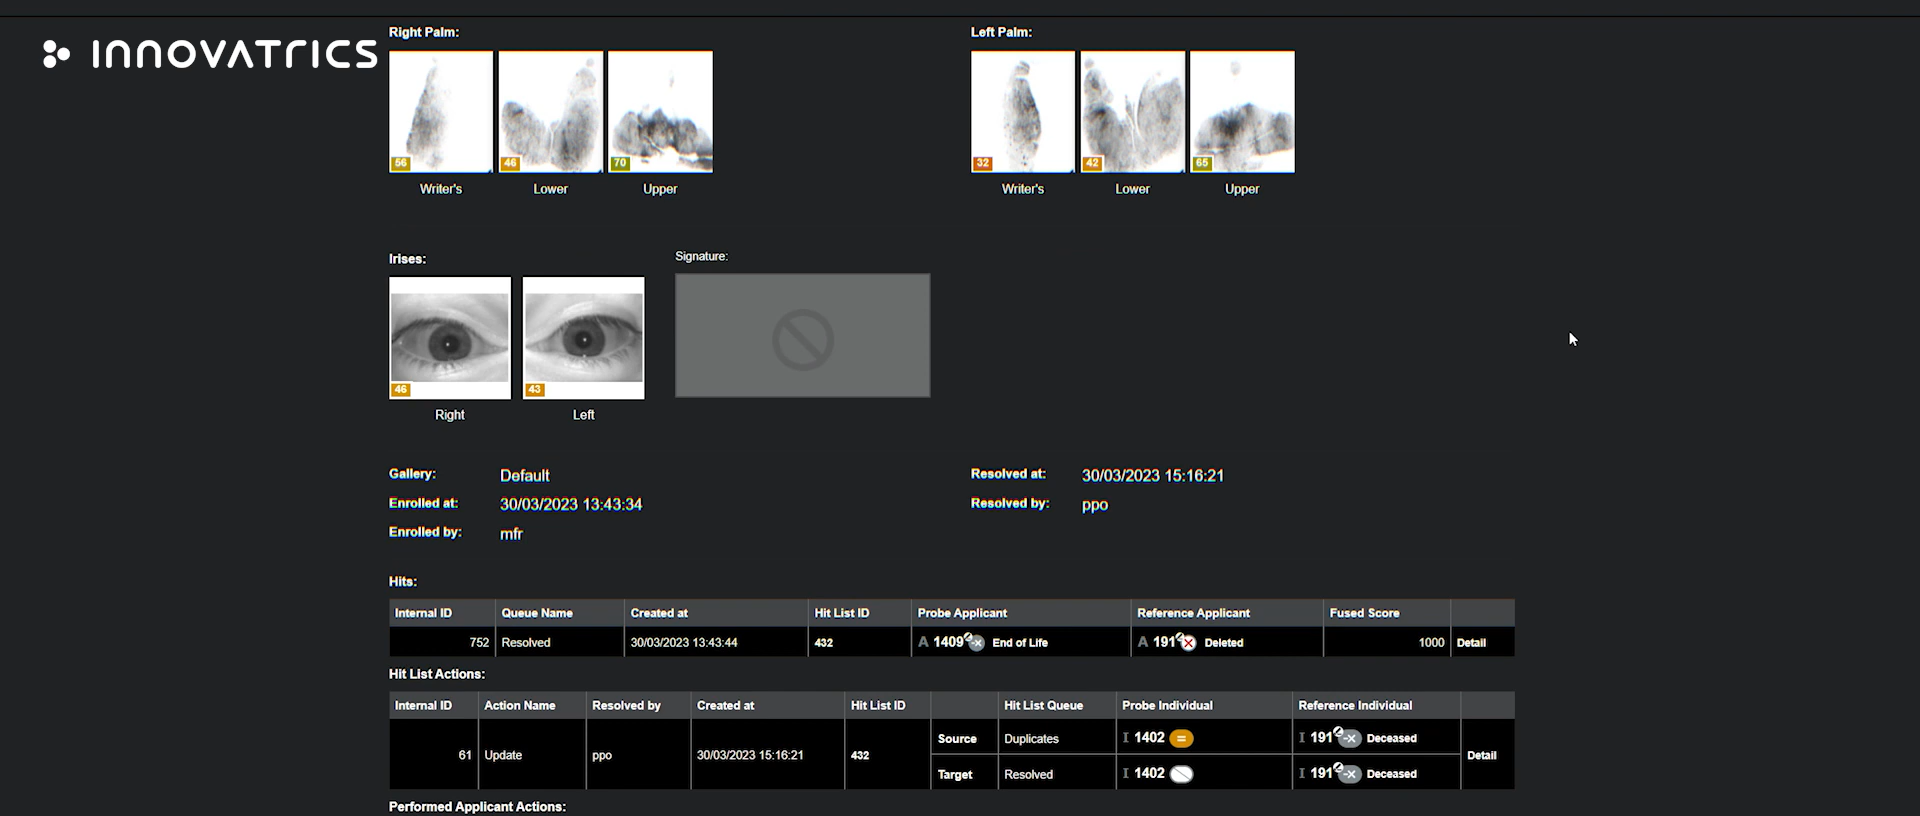 INNOVATRICS
Right Palm:
Left Palm:
56 46 70
32 42 65
Writer's Lower Upper
Writer's Lower Upper
Irises:
Signature:
46 43
Right Left
Gallery: Default
Enrolled at: 30/03/2023 13:43:34
Enrolled by: mfr
Resolved at: 30/03/2023 15:16:21
Resolved by: ppo
Hits:
Internal ID Queue Name Created at Hit List ID Probe Applicant Reference Applicant Fused Score
752 Resolved 30/03/2023 13:43:44 432 A 1409 End of Life A 191 Deleted 1000 Detail
Hit List Actions:
Internal ID Action Name Resolved by Created at Hit List ID Hit List Queue Probe Individual Reference Individual
61 Update ppo 30/03/2023 15:16:21 432
Source Duplicates I 1402 = I 191 Deceased
Target Resolved I 1402 I 191 Deceased
Detail
Performed Applicant Actions: